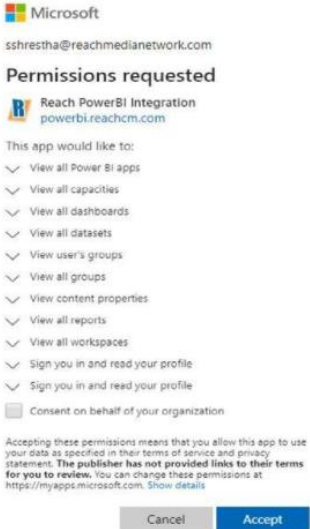 Microsoft
sshrestha@reachmedianetwork.com
Permissions requested
R
Reach PowerBI Integration
powerbi.reachcm.com
This app would like to:
View all Power BI apps
View all capacities
View all dashboards
View all datasets
View user's groups
View all groups
View content properties
View all reports
View all workspaces
Sign you in and read your profile
Sign you in and read your profile
Consent on behalf of your organization
Accepting these permissions means that you allow this app to use
your data as specified in their terms of service and privacy
statement. The publisher has not provided links to their terms
for you to review. You can change these permissions at
https://myapps.microsoft.com. Show details
Cancel Accept